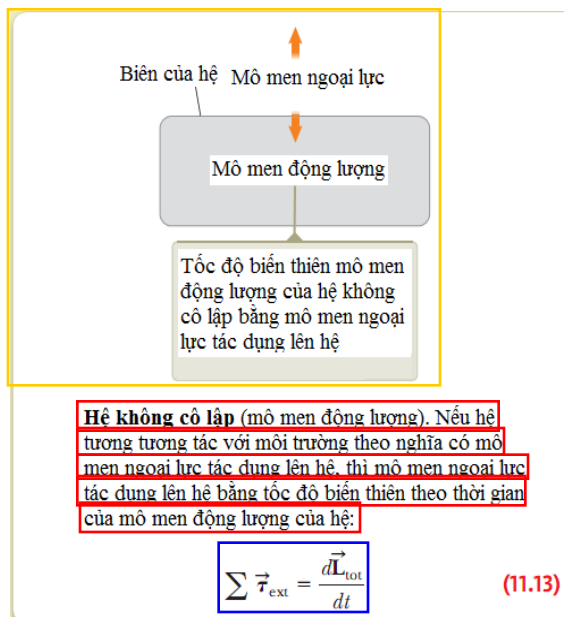 Biên của hệ
Mô men ngoại lực
Mô men động lượng
Tốc độ biến thiên mô men
động lượng của hệ không
cô lập bằng mô men ngoại
lực tác dụng lên hệ
Hệ không cô lập (mô men động lượng). Nếu hệ
tương tương tác với môi trường theo nghĩa có mô
men ngoại lực tác dụng lên hệ, thì mô men ngoại lực
tác dụng lên hệ bằng tốc độ biến thiên theo thời gian
của mô men động lượng của hệ:
∑ τ⃗_ext = dL⃗_tot / dt (11.13)